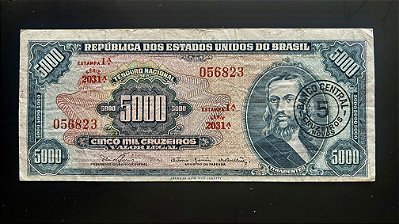 REPÚBLICA DOS ESTADOS UNIDOS DO BRASIL
5000
5000
ESTAMPA 1ᴬ
SÉRIE 2031ᴬ
TESOURO NACIONAL
056823
5000 5000 5000
ESTAMPA 1ᴬ
SÉRIE 2031ᴬ
056823
BANCO CENTRAL
5
CINCO MIL CRUZEIROS
VALOR LEGAL
5000
TIRADENTES
5000